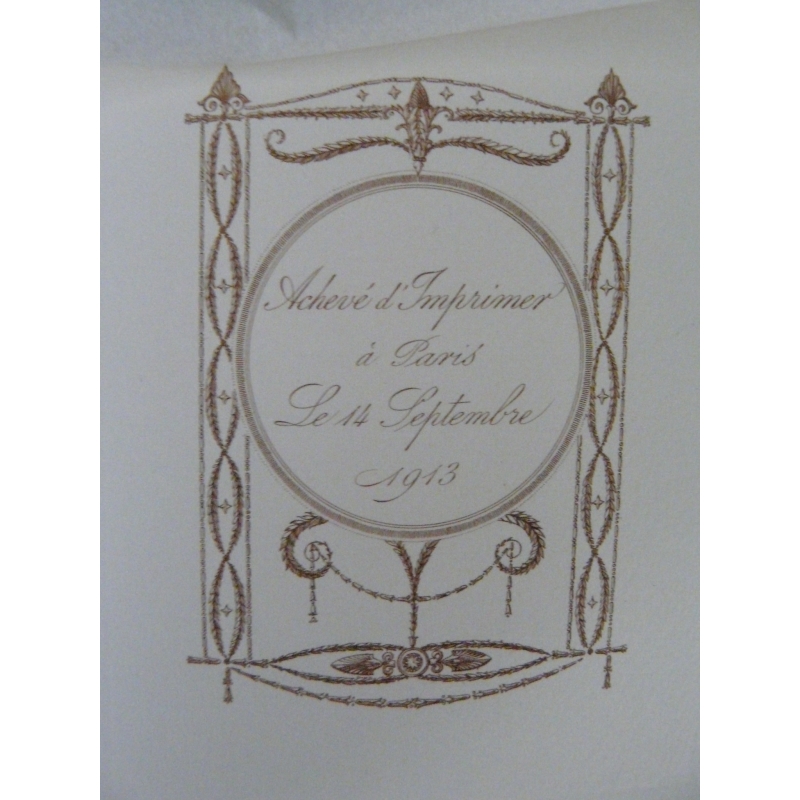 Achevé d'Imprimer
à Paris
Le 14 Septembre
1913